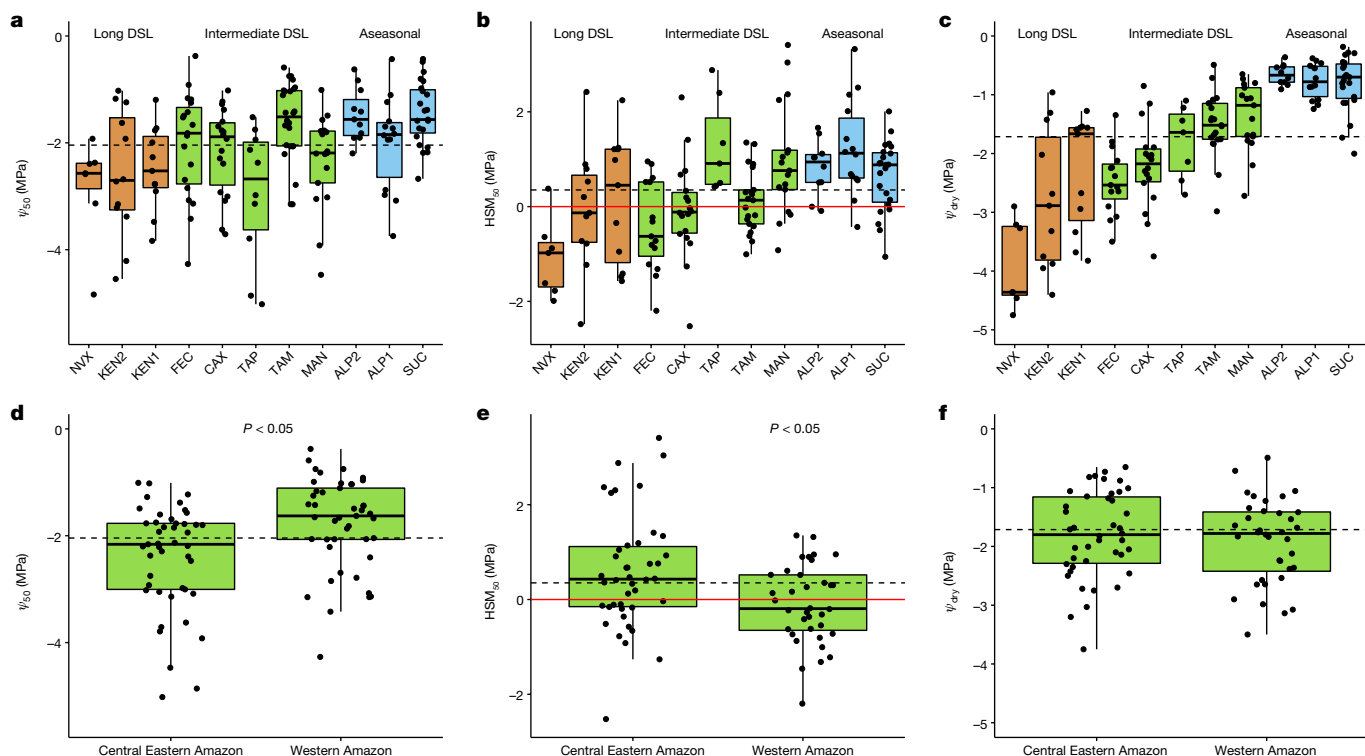 a
Long DSL Intermediate DSL Aseasonal
ψ50 (MPa)
0
−2
−4
NVX KEN2 KEN1 FEC CAX TAP TAM MAN ALP2 ALP1 SUC
b
Long DSL Intermediate DSL Aseasonal
HSM50 (MPa)
2
0
−2
NVX KEN2 KEN1 FEC CAX TAP TAM MAN ALP2 ALP1 SUC
c
Long DSL Intermediate DSL Aseasonal
ψdry (MPa)
0
−1
−2
−3
−4
−5
NVX KEN2 KEN1 FEC CAX TAP TAM MAN ALP2 ALP1 SUC
d
P < 0.05
ψ50 (MPa)
0
−2
−4
Central Eastern Amazon Western Amazon
e
P < 0.05
HSM50 (MPa)
2
0
−2
Central Eastern Amazon Western Amazon
f
ψdry (MPa)
0
−1
−2
−3
−4
−5
Central Eastern Amazon Western Amazon